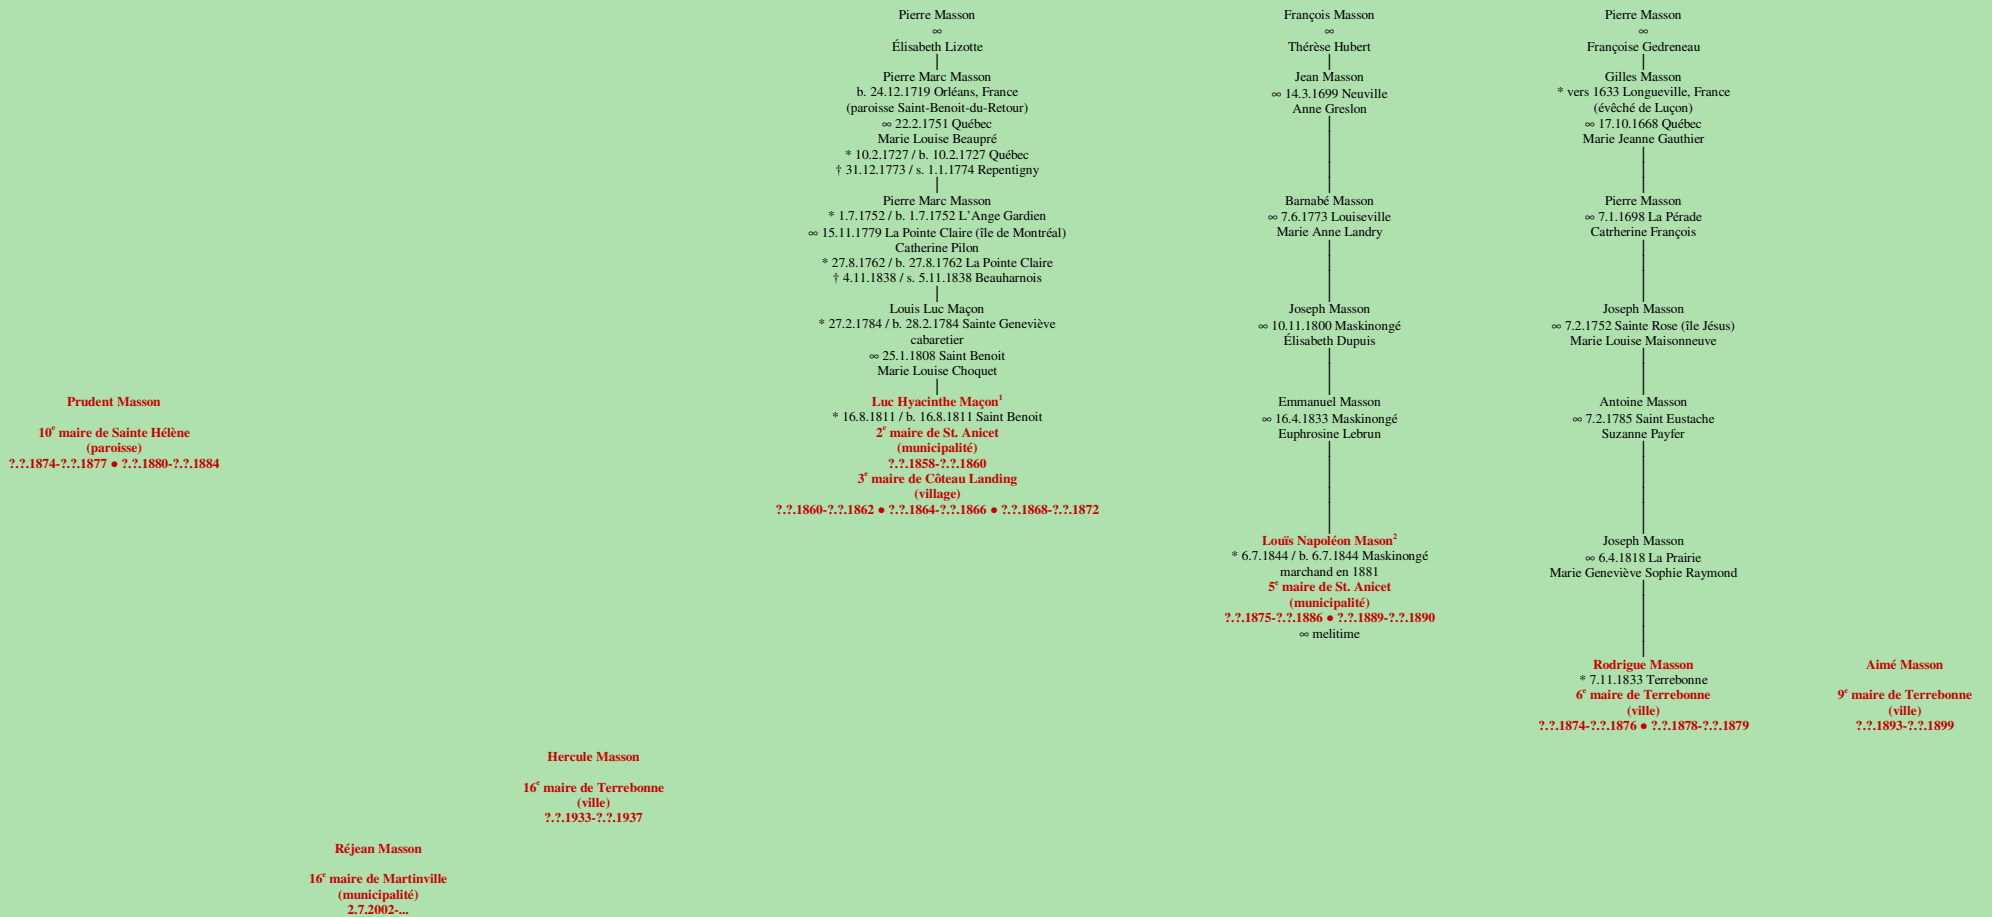 Pierre Masson
∞
Élisabeth Lizotte
Pierre Marc Masson
b. 24.12.1719 Orléans, France
(paroisse Saint-Benoit-du-Retour)
∞ 22.2.1751 Québec
Marie Louise Beaupré
* 10.2.1727 / b. 10.2.1727 Québec
† 31.12.1773 / s. 1.1.1774 Repentigny
Pierre Marc Masson
* 1.7.1752 / b. 1.7.1752 L’Ange Gardien
∞ 15.11.1779 La Pointe Claire (île de Montréal)
Catherine Pilon
* 27.8.1762 / b. 27.8.1762 La Pointe Claire
† 4.11.1838 / s. 5.11.1838 Beauharnois
Louis Luc Maçon
* 27.2.1784 / b. 28.2.1784 Sainte Geneviève
cabaretier
∞ 25.1.1808 Saint Benoit
Marie Louise Choquet
Luc Hyacinthe Maçon¹
* 16.8.1811 / b. 16.8.1811 Saint Benoit
2e maire de St. Anicet
(municipalité)
?.?.1858-?.?.1860
3e maire de Côteau Landing
(village)
?.?.1860-?.?.1862 ● ?.?.1864-?.?.1866 ● ?.?.1868-?.?.1872
François Masson
∞
Thérèse Hubert
Jean Masson
∞ 14.3.1699 Neuville
Anne Greslon
Barnabé Masson
∞ 7.6.1773 Louiseville
Marie Anne Landry
Joseph Masson
∞ 10.11.1800 Maskinongé
Élisabeth Dupuis
Emmanuel Masson
∞ 16.4.1833 Maskinongé
Euphrosine Lebrun
Louïs Napoléon Mason²
* 6.7.1844 / b. 6.7.1844 Maskinongé
marchand en 1881
5e maire de St. Anicet
(municipalité)
?.?.1875-?.?.1886 ● ?.?.1889-?.?.1890
∞ melitime
Pierre Masson
∞
Françoise Gedreneau
Gilles Masson
* vers 1633 Longueville, France
(évêché de Luçon)
∞ 17.10.1668 Québec
Marie Jeanne Gauthier
Pierre Masson
∞ 7.1.1698 La Pérade
Catrherine François
Joseph Masson
∞ 7.2.1752 Sainte Rose (île Jésus)
Marie Louise Maisonneuve
Antoine Masson
∞ 7.2.1785 Saint Eustache
Suzanne Payfer
Joseph Masson
∞ 6.4.1818 La Prairie
Marie Geneviève Sophie Raymond
Rodrigue Masson
* 7.11.1833 Terrebonne
6e maire de Terrebonne
(ville)
?.?.1874-?.?.1876 ● ?.?.1878-?.?.1879
Aimé Masson
9e maire de Terrebonne
(ville)
?.?.1893-?.?.1899
Prudent Masson
10e maire de Sainte Hélène
(paroisse)
?.?.1874-?.?.1877 ● ?.?.1880-?.?.1884
Hercule Masson
16e maire de Terrebonne
(ville)
?.?.1933-?.?.1937
Réjean Masson
16e maire de Martinville
(municipalité)
2.7.2002-...